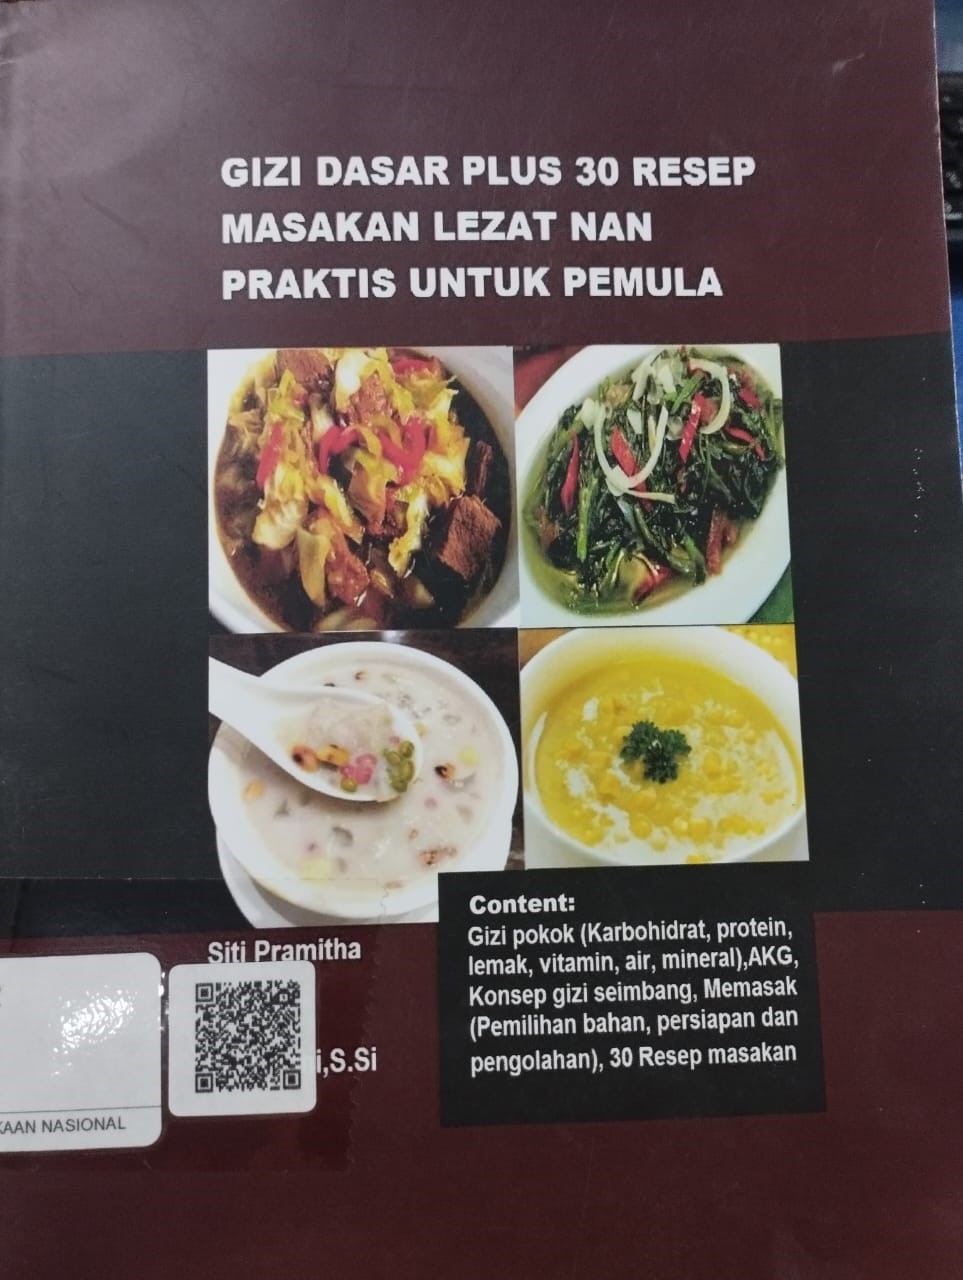 GIZI DASAR PLUS 30 RESEP
MASAKAN LEZAT NAN
PRAKTIS UNTUK PEMULA
Content:
Gizi pokok (Karbohidrat, protein,
lemak, vitamin, air, mineral),AKG,
Konsep gizi seimbang, Memasak
(Pemilihan bahan, persiapan dan
pengolahan), 30 Resep masakan
Siti Pramitha
i,S.Si
KAAN NASIONAL